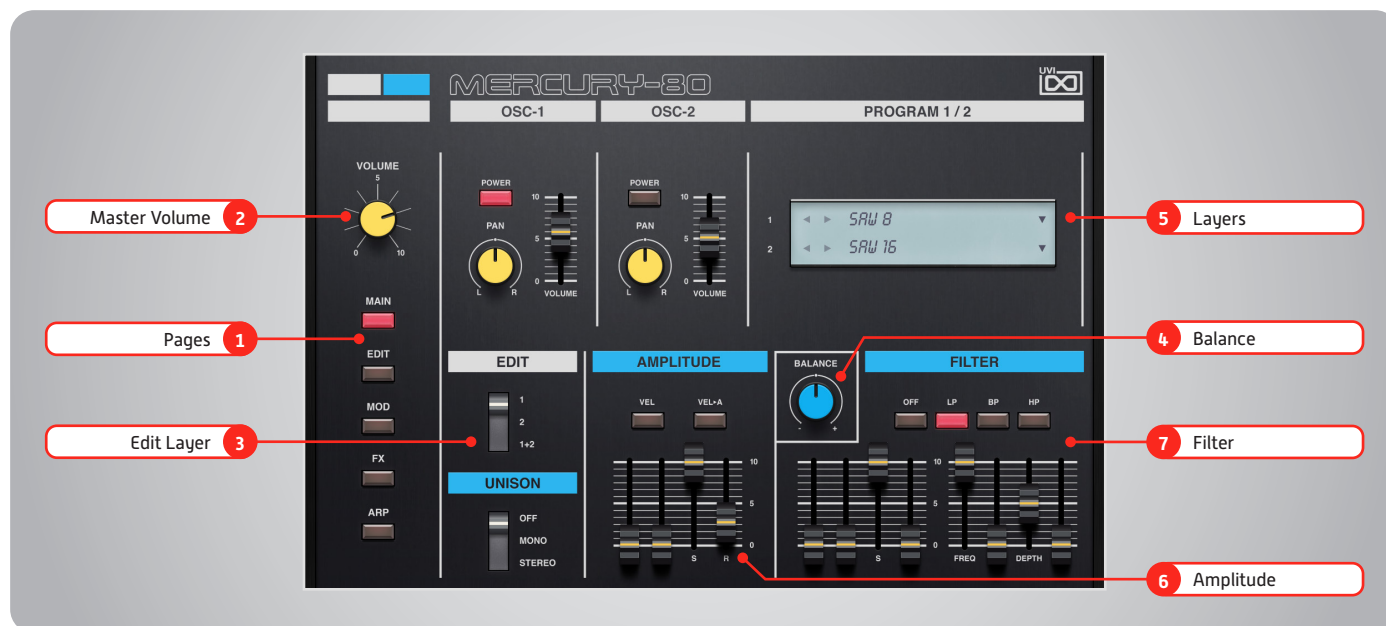 UVI
MERCURY-80
OSC-1
OSC-2
PROGRAM 1 / 2
VOLUME
5
0
10
Master Volume 2
POWER
PAN
L
R
10
5
0
VOLUME
POWER
PAN
L
R
10
5
0
VOLUME
1
SAW 8
2
SAW 16
5 Layers
Pages 1
MAIN
EDIT
MOD
FX
ARP
Edit Layer 3
EDIT
1
2
1+2
UNISON
OFF
MONO
STEREO
AMPLITUDE
VEL
VEL>A
10
5
0
S
R
6 Amplitude
BALANCE
-
+
4 Balance
FILTER
OFF
LP
BP
HP
10
5
0
S
FREQ
DEPTH
7 Filter